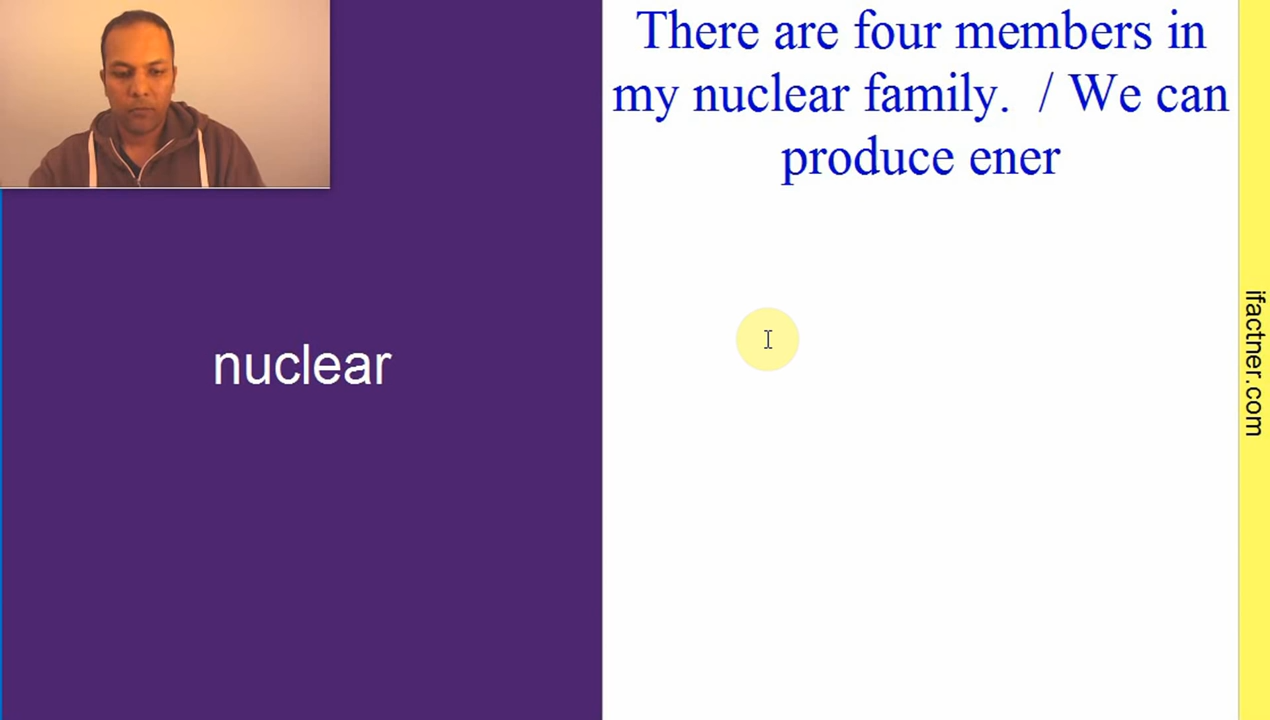 There are four members in
my nuclear family.  / We can
produce ener
nuclear
ifactner.com